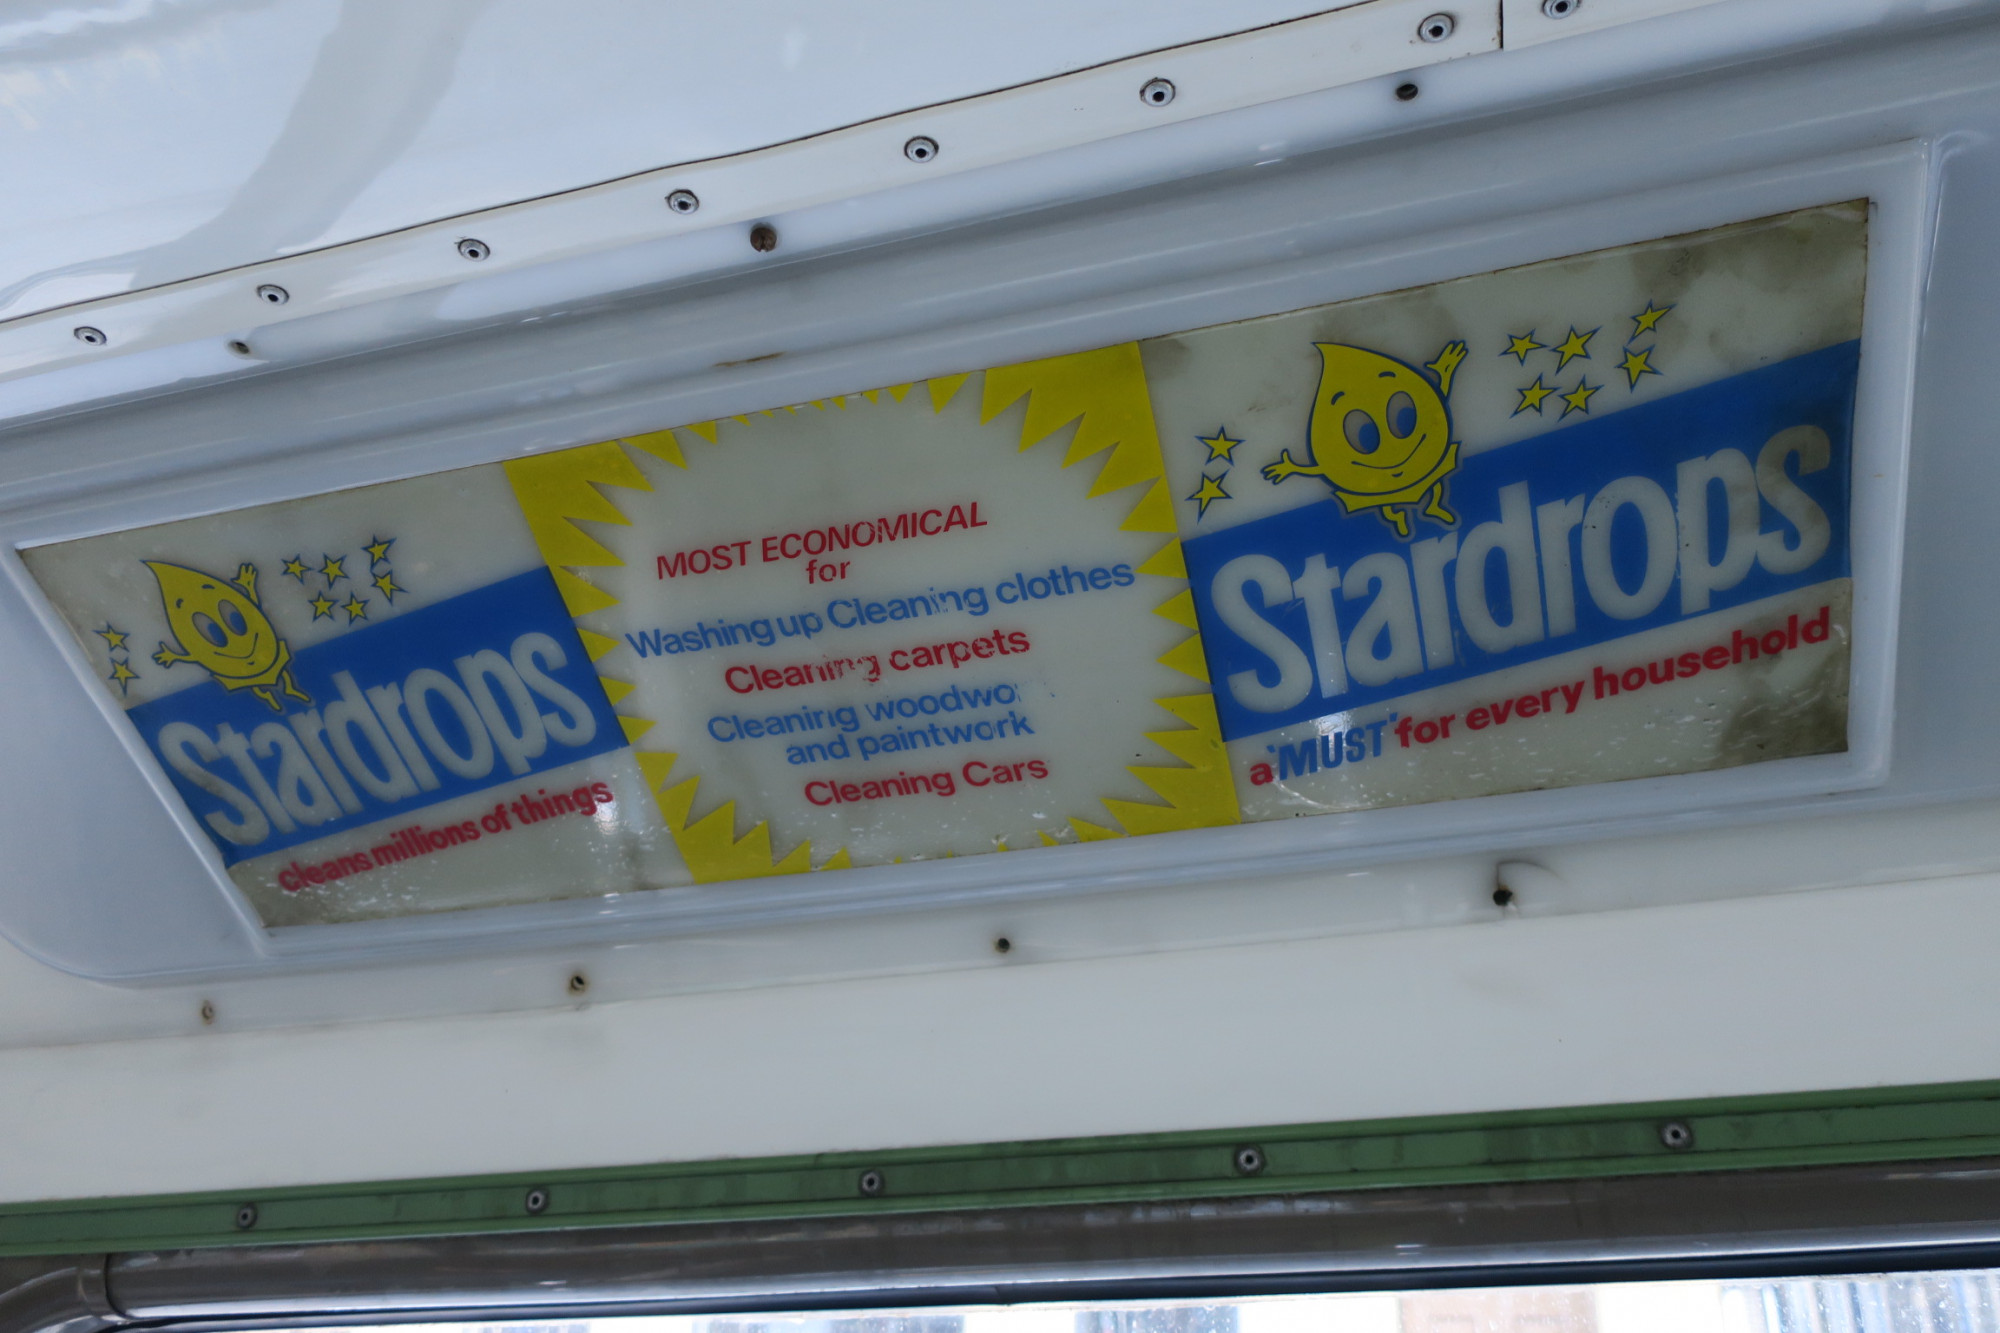 Stardrops
cleans millions of things
MOST ECONOMICAL
for
Washing up Cleaning clothes
Cleaning carpets
Cleaning woodwo
and paintwork
Cleaning Cars
Stardrops
a 'MUST' for every household